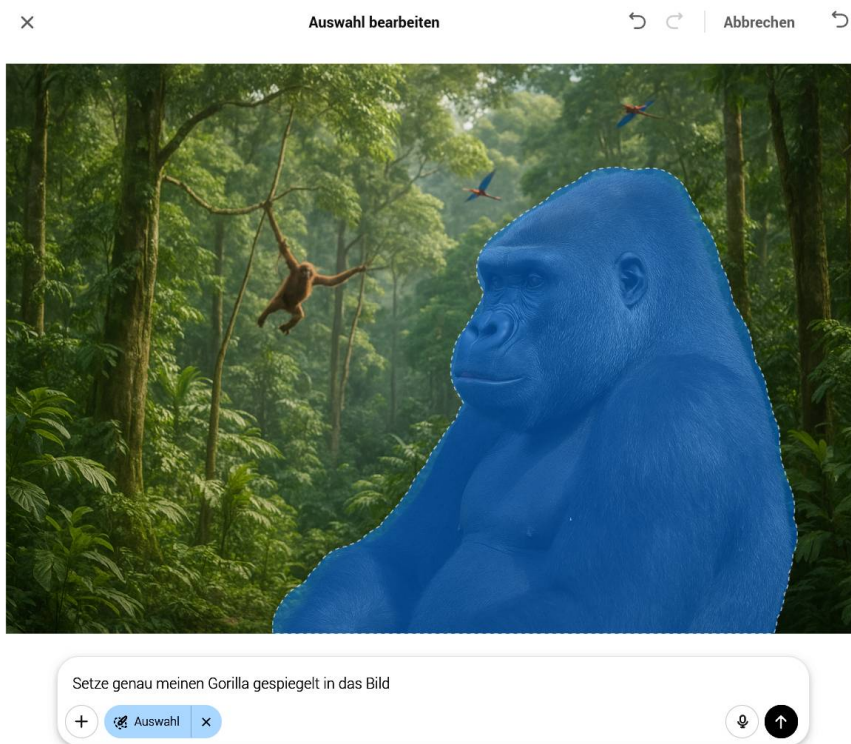 Auswahl bearbeiten
Abbrechen
Setze genau meinen Gorilla gespiegelt in das Bild
Auswahl